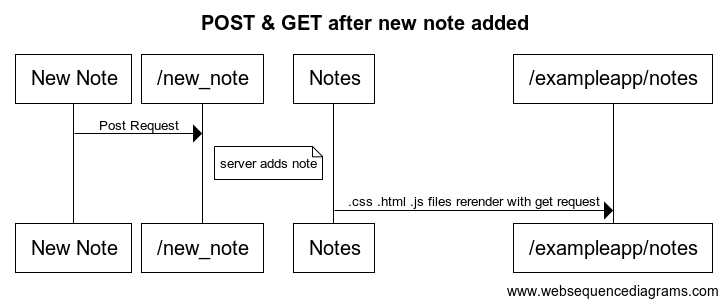 POST & GET after new note added
New Note
/new_note
Notes
/exampleapp/notes
Post Request
server adds note
.css .html .js files rerender with get request
New Note
/new_note
Notes
/exampleapp/notes
www.websequencediagrams.com